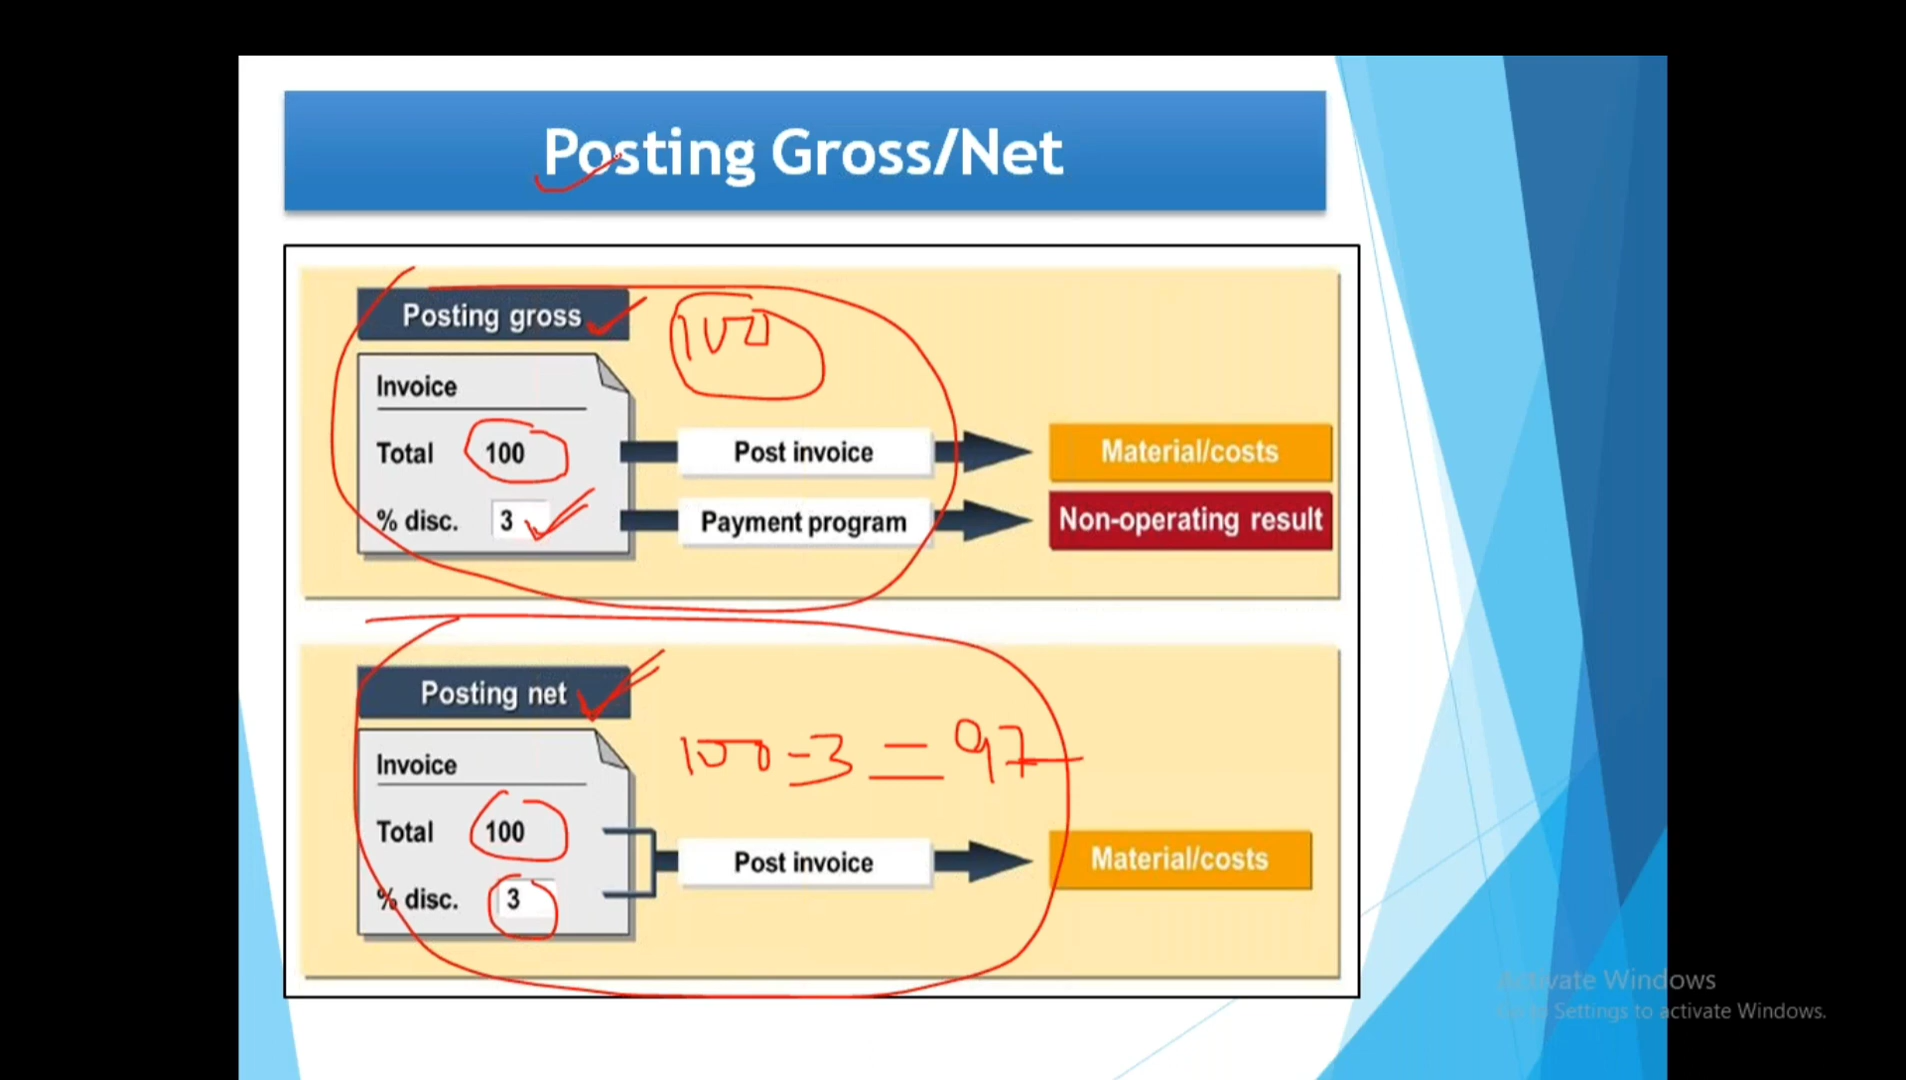 Posting Gross/Net
Posting gross
100
Invoice
Total 100
Post invoice
Material/costs
% disc. 3
Payment program
Non-operating result
Posting net
100-3 = 97
Invoice
Total 100
Post invoice
Material/costs
% disc. 3
Activate Windows
Go to Settings to activate Windows.